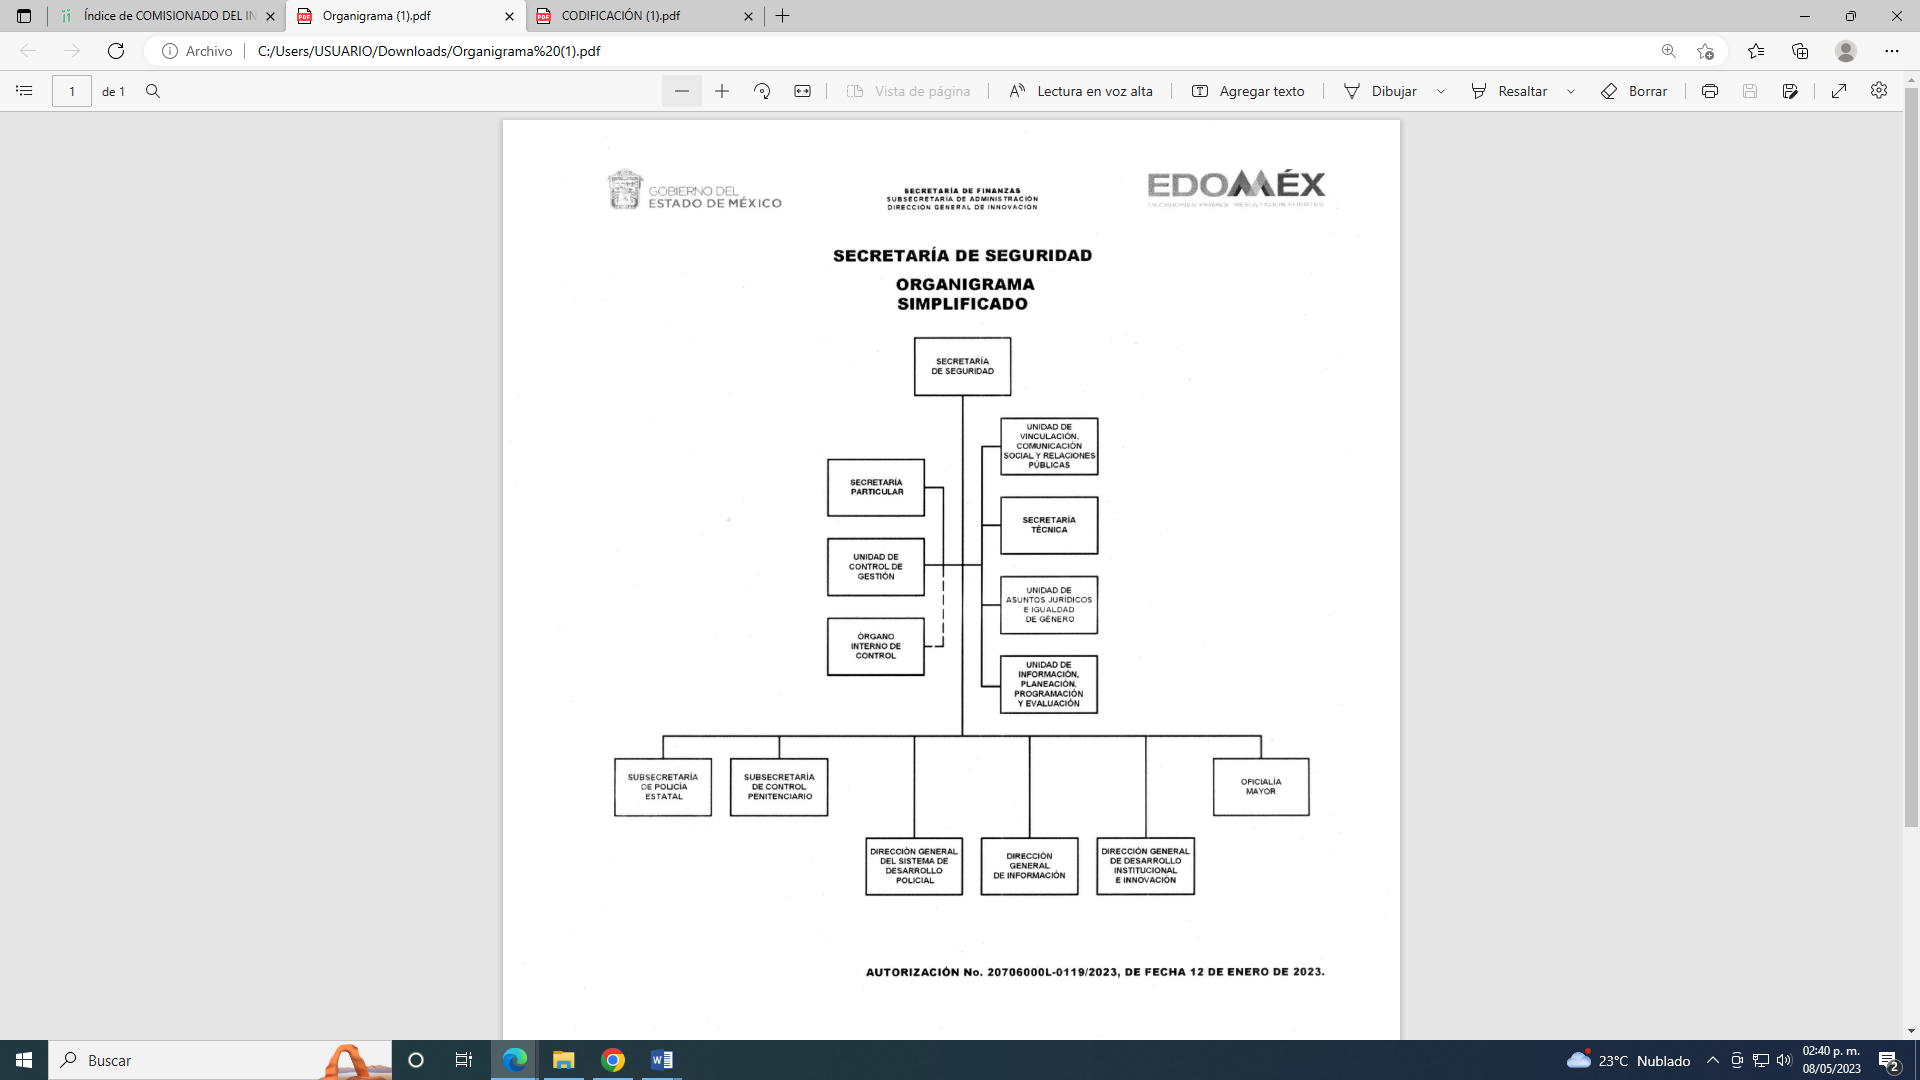 Índice de COMISIONADO DEL IN
Organigrama (1).pdf
CODIFICACIÓN (1).pdf
Archivo
C:/Users/USUARIO/Downloads/Organigrama%20(1).pdf
1
de 1
Vista de página
Lectura en voz alta
Agregar texto
Dibujar
Resaltar
Borrar
GOBIERNO DEL
ESTADO DE MÉXICO
SECRETARÍA DE FINANZAS
SUBSECRETARÍA DE ADMINISTRACIÓN
DIRECCIÓN GENERAL DE INNOVACIÓN
EDOMÉX
DECISIONES FIRMES, RESULTADOS FUERTES.
SECRETARÍA DE SEGURIDAD
ORGANIGRAMA
SIMPLIFICADO
SECRETARÍA
DE SEGURIDAD
UNIDAD DE
VINCULACIÓN,
COMUNICACIÓN
SOCIAL Y RELACIONES
PÚBLICAS
SECRETARÍA
PARTICULAR
SECRETARÍA
TÉCNICA
UNIDAD DE
CONTROL DE
GESTIÓN
UNIDAD DE
ASUNTOS JURÍDICOS
E IGUALDAD
DE GÉNERO
ÓRGANO
INTERNO DE
CONTROL
UNIDAD DE
INFORMACIÓN,
PLANEACIÓN,
PROGRAMACIÓN
Y EVALUACIÓN
SUBSECRETARÍA
DE POLICÍA
ESTATAL
SUBSECRETARÍA
DE CONTROL
PENITENCIARIO
OFICIALÍA
MAYOR
DIRECCIÓN GENERAL
DEL SISTEMA DE
DESARROLLO
POLICIAL
DIRECCIÓN
GENERAL
DE INFORMACIÓN
DIRECCIÓN GENERAL
DE DESARROLLO
INSTITUCIONAL
E INNOVACIÓN
AUTORIZACIÓN No. 20706000L-0119/2023, DE FECHA 12 DE ENERO DE 2023.
Buscar
23°C Nublado
02:40 p. m.
08/05/2023
2